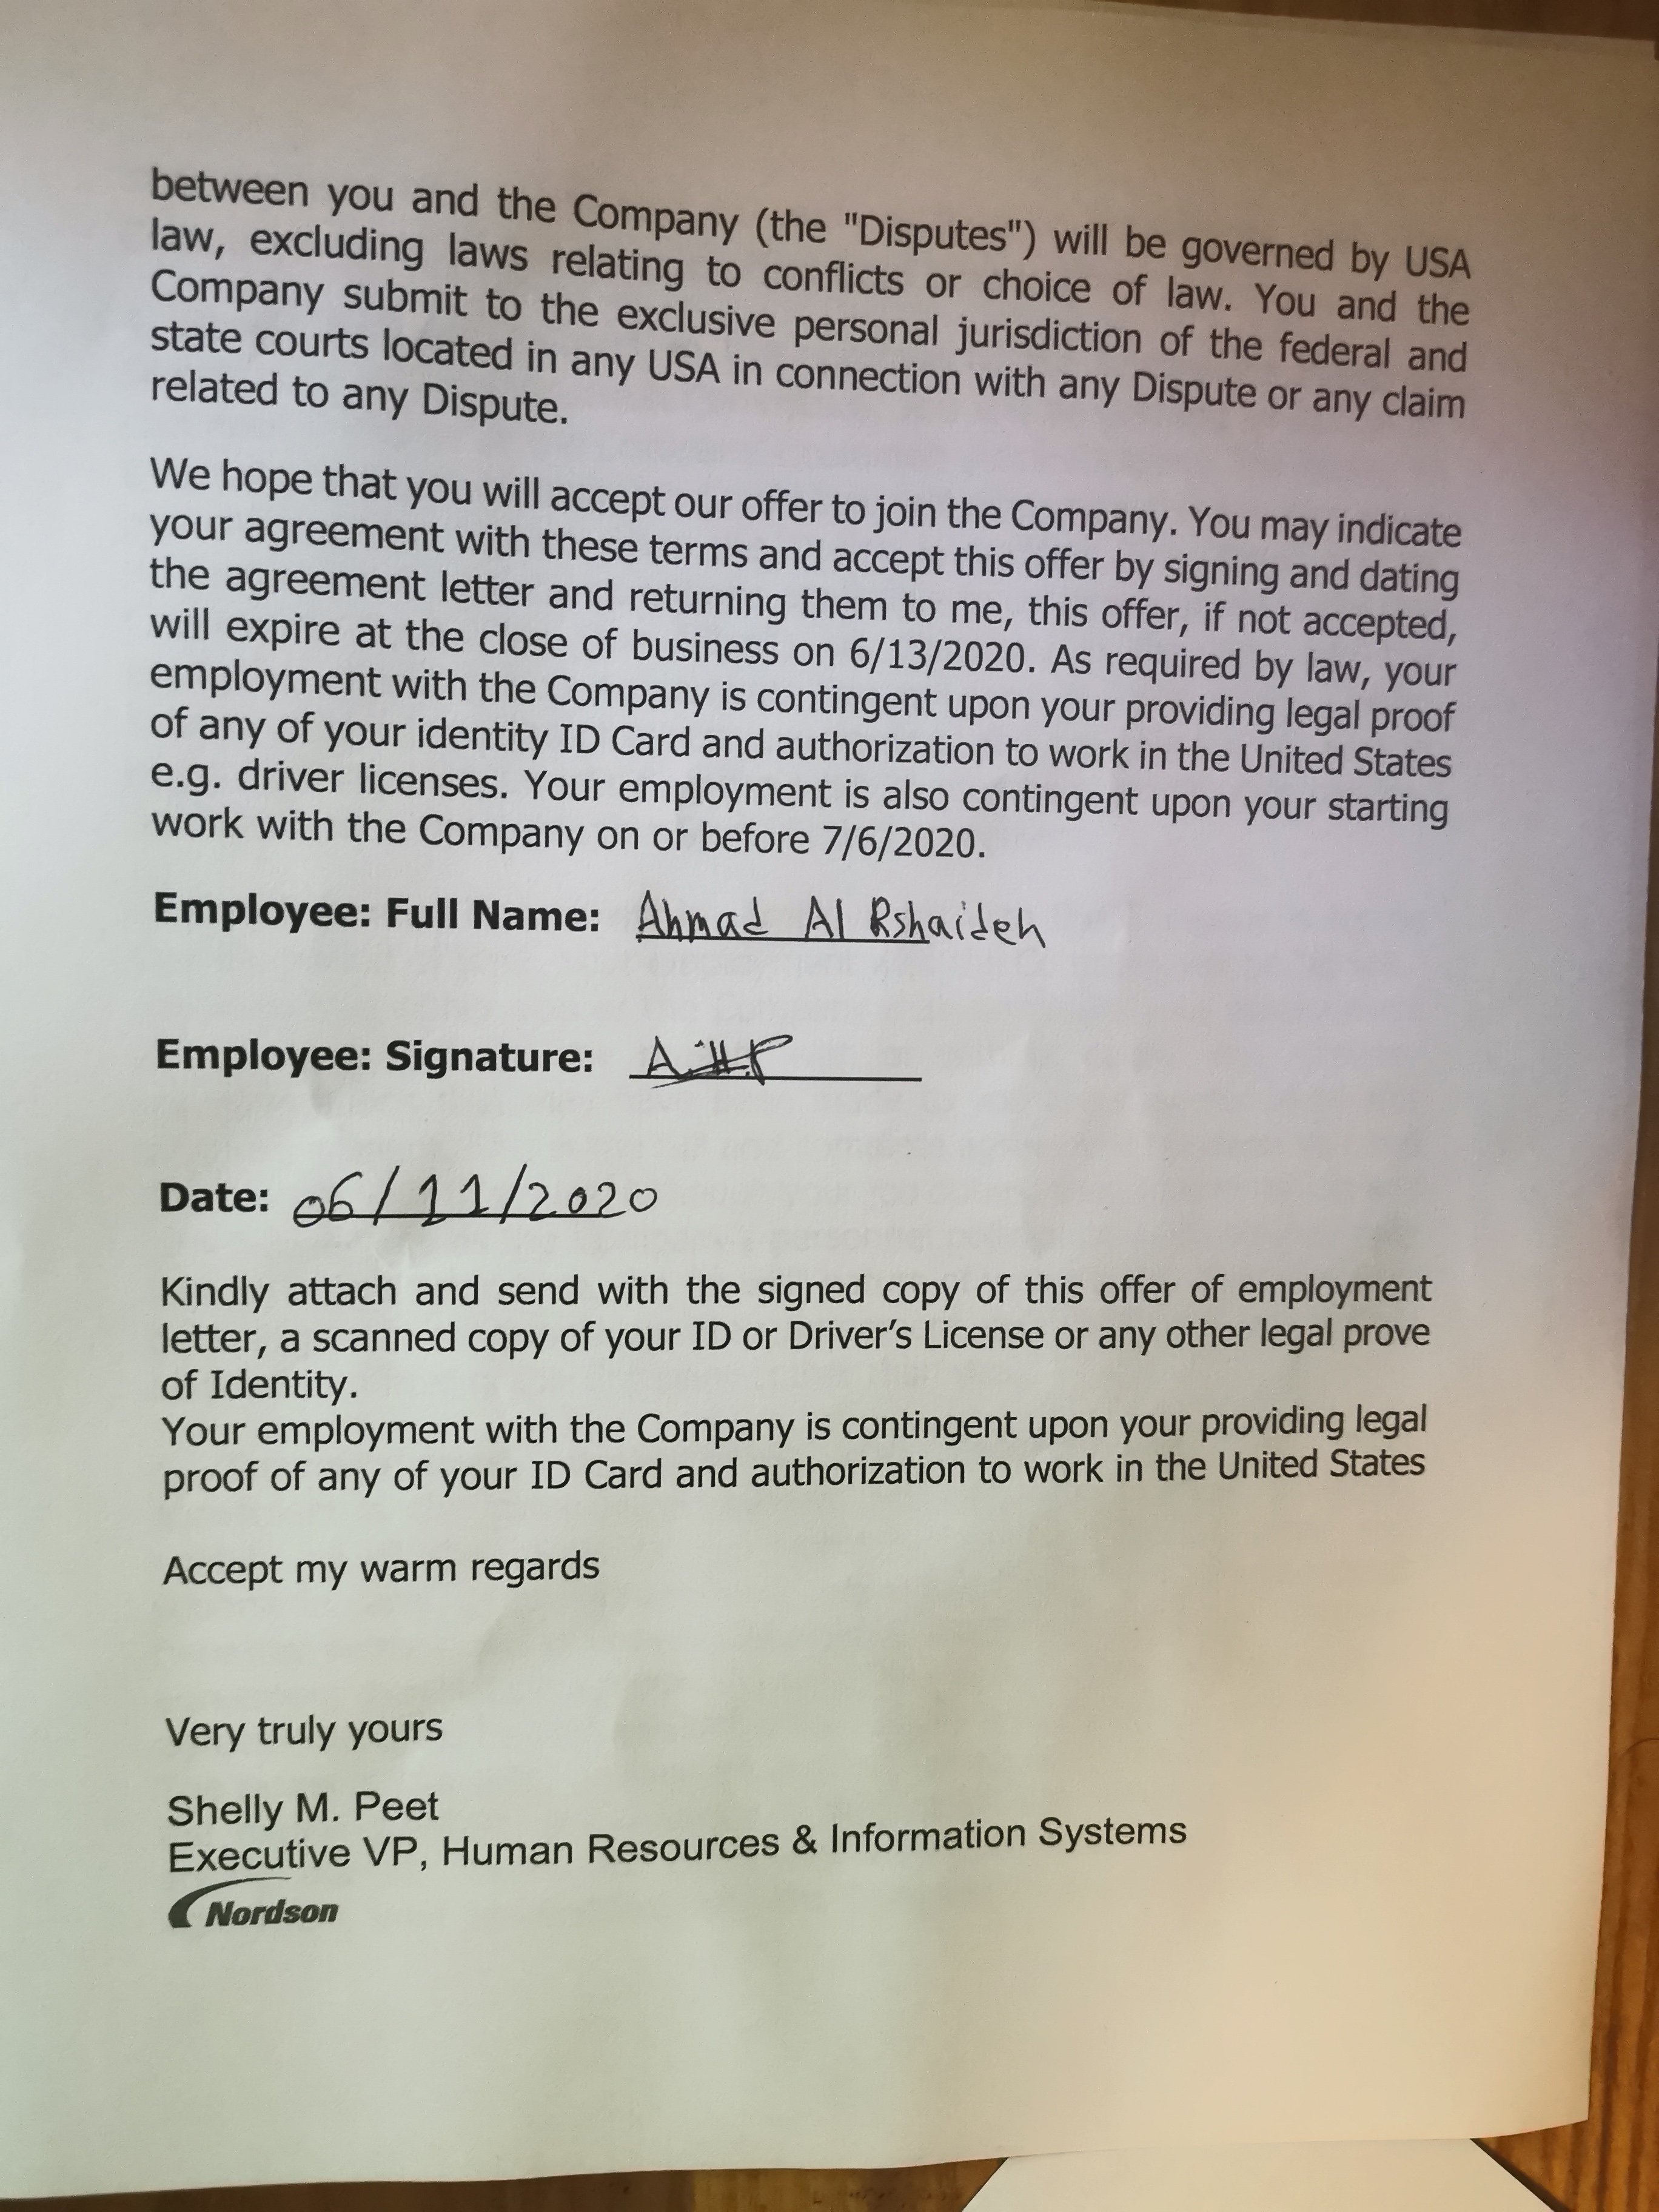 between you and the Company (the "Disputes") will be governed by USA
law, excluding laws relating to conflicts or choice of law. You and the
Company submit to the exclusive personal jurisdiction of the federal and
state courts located in any USA in connection with any Dispute or any claim
related to any Dispute.
We hope that you will accept our offer to join the Company. You may indicate
your agreement with these terms and accept this offer by signing and dating
the agreement letter and returning them to me, this offer, if not accepted,
will expire at the close of business on 6/13/2020. As required by law, your
employment with the Company is contingent upon your providing legal proof
of any of your identity ID Card and authorization to work in the United States
e.g. driver licenses. Your employment is also contingent upon your starting
work with the Company on or before 7/6/2020.
Employee: Full Name: Ahmad Al Rshaideh
Employee: Signature:
Date: 06/11/2020
Kindly attach and send with the signed copy of this offer of employment
letter, a scanned copy of your ID or Driver's License or any other legal prove
of Identity.
Your employment with the Company is contingent upon your providing legal
proof of any of your ID Card and authorization to work in the United States
Accept my warm regards
Very truly yours
Shelly M. Peet
Executive VP, Human Resources & Information Systems
Nordson